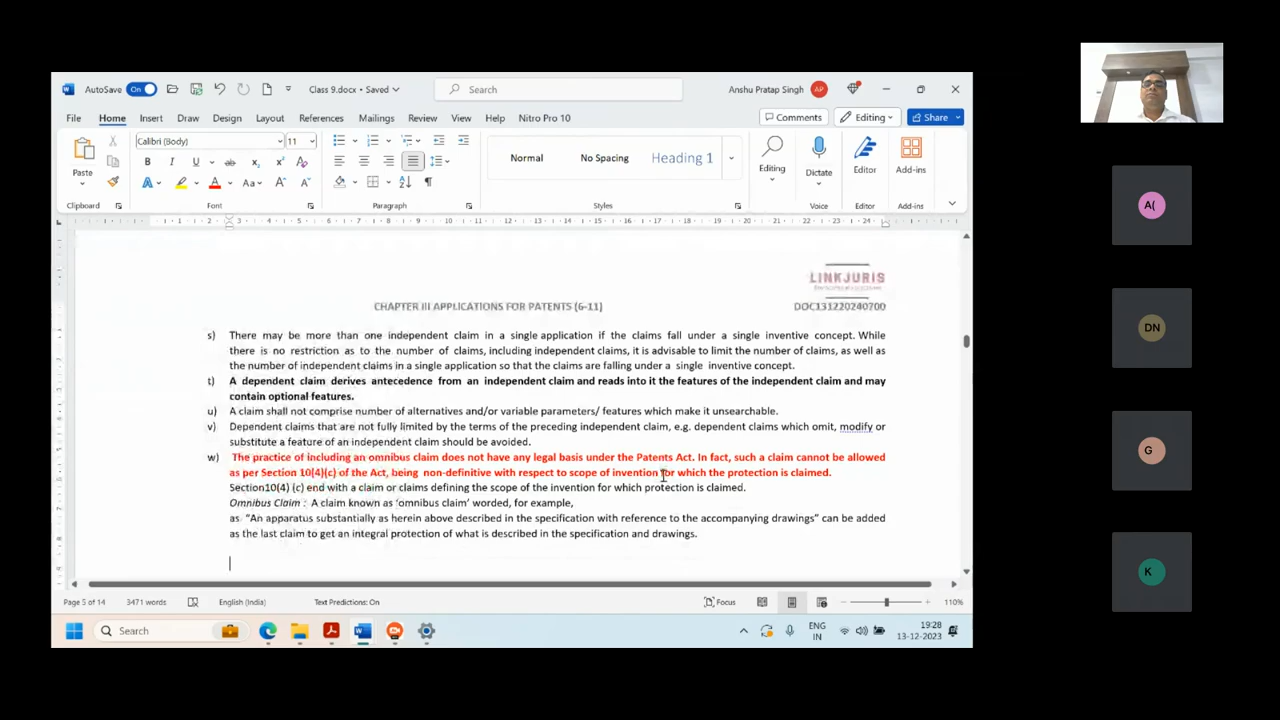 AutoSave On Class 9.docx • Saved Search Anshu Pratap Singh AP
File Home Insert Draw Design Layout References Mailings Review View Help Nitro Pro 10 Comments Editing Share
Calibri (Body) 11 Normal No Spacing Heading 1
Paste Editing Dictate Editor Add-ins
Clipboard Font Paragraph Styles Voice Editor Add-ins
LINKJURIS
CHAPTER III APPLICATIONS FOR PATENTS (6-11) DOC131220240700
s) There may be more than one independent claim in a single application if the claims fall under a single inventive concept. While
there is no restriction as to the number of claims, including independent claims, it is advisable to limit the number of claims, as well as
the number of independent claims in a single application so that the claims are falling under a single inventive concept.
t) A dependent claim derives antecedence from an independent claim and reads into it the features of the independent claim and may
contain optional features.
u) A claim shall not comprise number of alternatives and/or variable parameters/ features which make it unsearchable.
v) Dependent claims that are not fully limited by the terms of the preceding independent claim, e.g. dependent claims which omit, modify or
substitute a feature of an independent claim should be avoided.
w) The practice of including an omnibus claim does not have any legal basis under the Patents Act. In fact, such a claim cannot be allowed
as per Section 10(4)(c) of the Act, being non-definitive with respect to scope of invention for which the protection is claimed.
Section10(4) (c) end with a claim or claims defining the scope of the invention for which protection is claimed.
Omnibus Claim : A claim known as ‘omnibus claim’ worded, for example,
as “An apparatus substantially as herein above described in the specification with reference to the accompanying drawings” can be added
as the last claim to get an integral protection of what is described in the specification and drawings.
Page 5 of 14 3471 words English (India) Text Predictions: On Focus 110%
Search ENG IN 19:28 13-12-2023
A(
DN
G
K